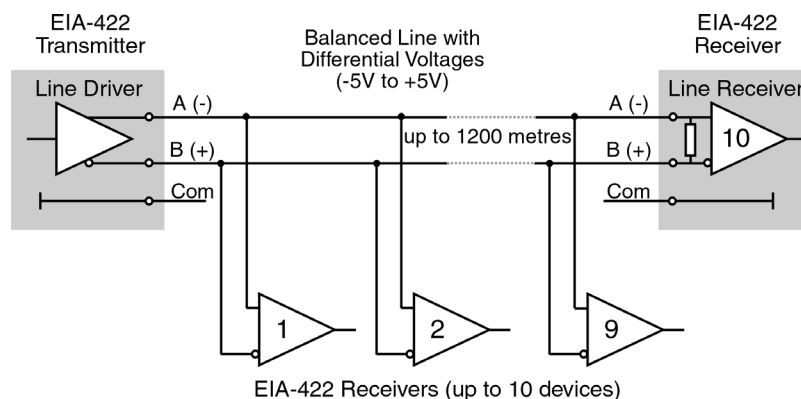 EIA-422
Transmitter
Balanced Line with
Differential Voltages
(-5V to +5V)
EIA-422
Receiver
Line Driver
A (-)
A (-)
Line Receiver
up to 1200 metres
10
B (+)
B (+)
Com
Com
1
2
9
EIA-422 Receivers (up to 10 devices)